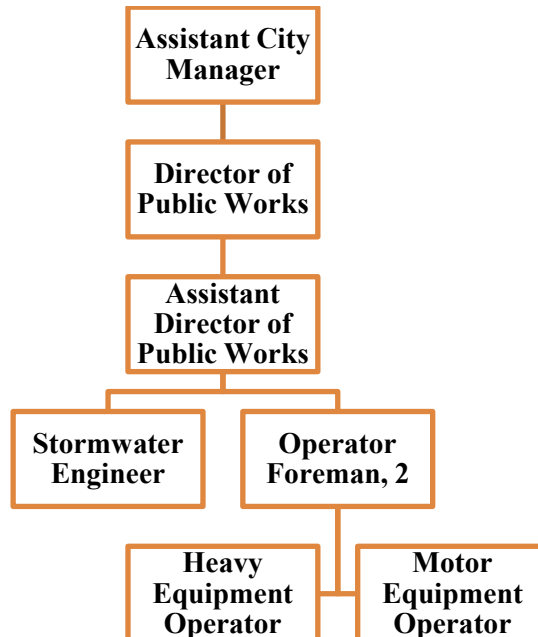 Assistant City
Manager
Director of
Public Works
Assistant
Director of
Public Works
Stormwater
Engineer
Operator
Foreman, 2
Heavy
Equipment
Operator
Motor
Equipment
Operator